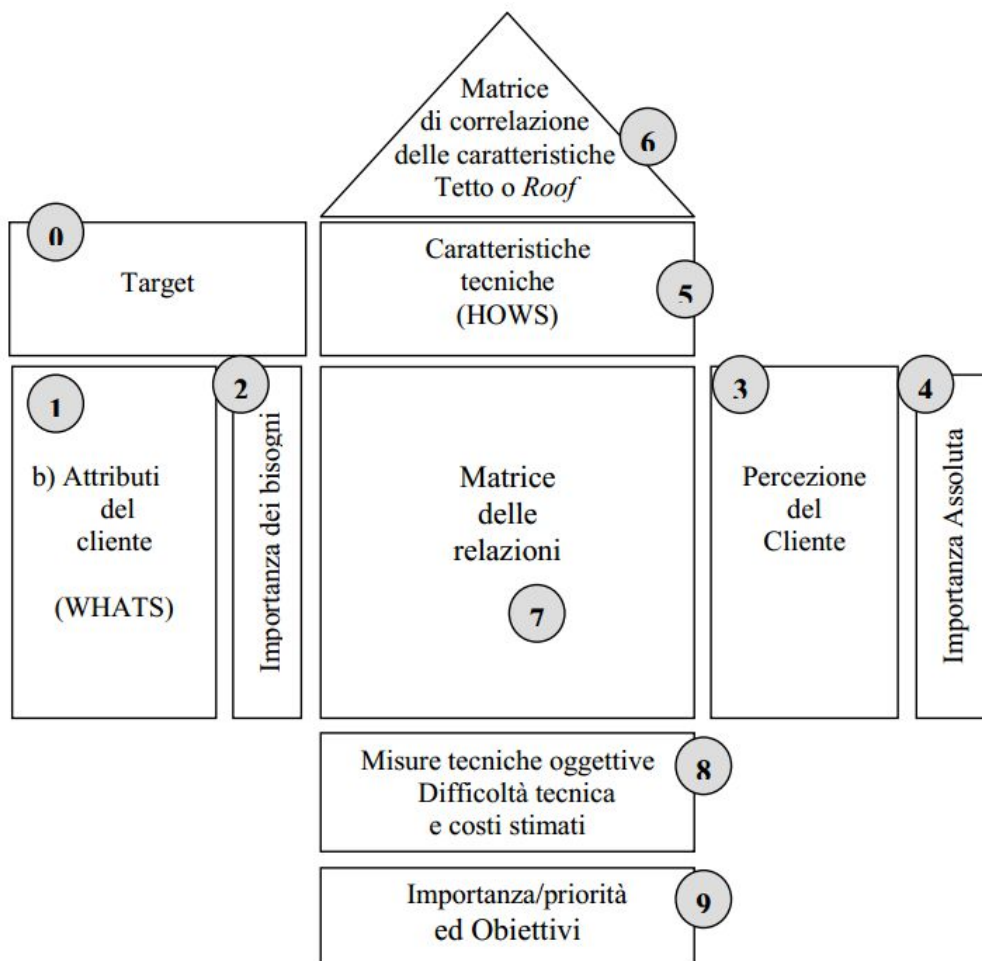 Matrice
di correlazione
delle caratteristiche
Tetto o Roof
6
0
Target
Caratteristiche
tecniche
(HOWS)
5
1
b) Attributi
del
cliente
(WHATS)
2
Importanza dei bisogni
Matrice
delle
relazioni
7
3
Percezione
del
Cliente
4
Importanza Assoluta
Misure tecniche oggettive
Difficoltà tecnica
e costi stimati
8
Importanza/priorità
ed Obiettivi
9